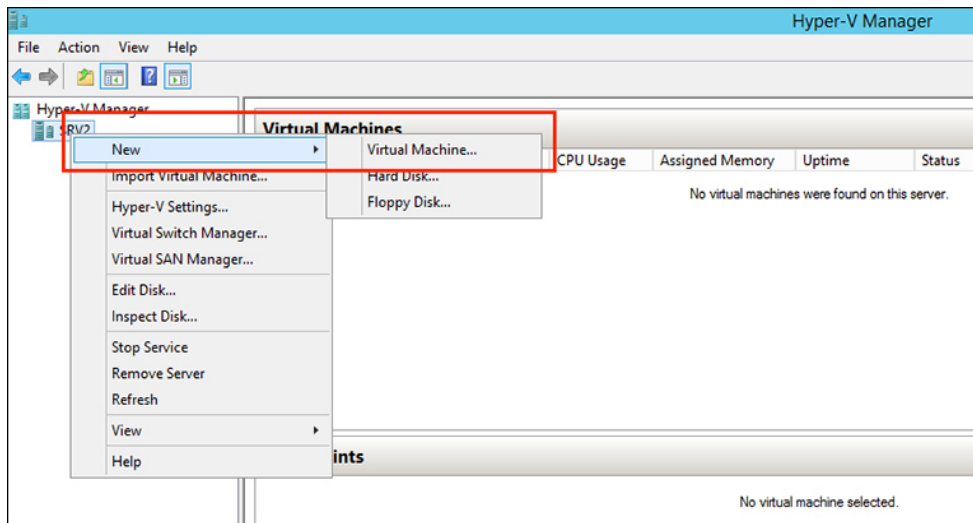 Hyper-V Manager
File Action View Help
Hyper-V Manager
SRV2
Virtual Machines
New
Virtual Machine...
CPU Usage Assigned Memory Uptime Status
Import Virtual Machine...
Hard Disk...
No virtual machines were found on this server.
Hyper-V Settings...
Floppy Disk...
Virtual Switch Manager...
Virtual SAN Manager...
Edit Disk...
Inspect Disk...
Stop Service
Remove Server
Refresh
View
Help
ints
No virtual machine selected.